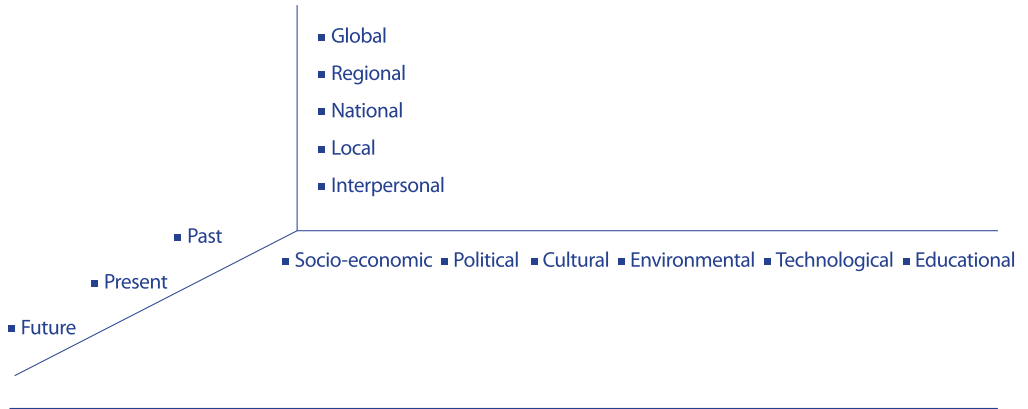 Global
Regional
National
Local
Interpersonal
Past
Present
Future
Socio-economic Political Cultural Environmental Technological Educational